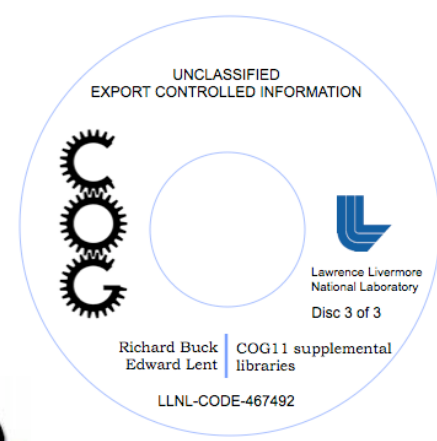 UNCLASSIFIED
EXPORT CONTROLLED INFORMATION
COG
Lawrence Livermore
National Laboratory
Disc 3 of 3
Richard Buck
Edward Lent
COG11 supplemental
libraries
LLNL-CODE-467492